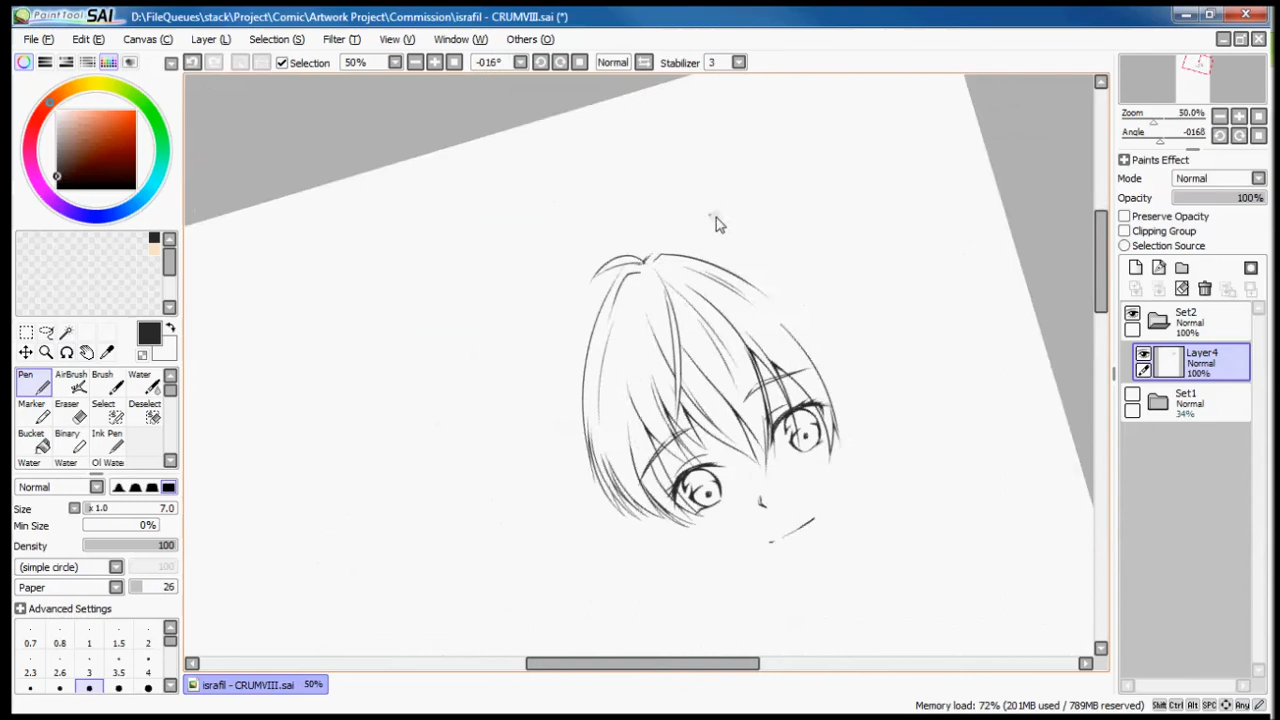 PaintTool SAI D:\FileQueues\stack\Project\Comic\Artwork Project\Commission\israfil - CRUMVIII.sai (*)
File (F) Edit (E) Canvas (C) Layer (L) Selection (S) Filter (T) View (V) Window (W) Others (O)
Selection 50% -016° Normal Stabilizer 3
Zoom 50.0%
Angle -0168
Paints Effect
Mode Normal
Opacity 100%
Preserve Opacity
Clipping Group
Selection Source
Set2
Normal
100%
Layer4
Normal
100%
Set1
Normal
34%
Pen AirBrush Brush Water
Marker Eraser Select Deselect
Bucket Binary Ink Pen
Water Water Oil Wate
Normal
Size x 1.0 7.0
Min Size 0%
Density 100
(simple circle) 100
Paper 26
Advanced Settings
0.7 0.8 1 1.5 2
2.3 2.6 3 3.5 4
israfil - CRUMVIII.sai 50%
Memory load: 72% (201MB used / 789MB reserved) Shift Ctrl Alt SPC Any